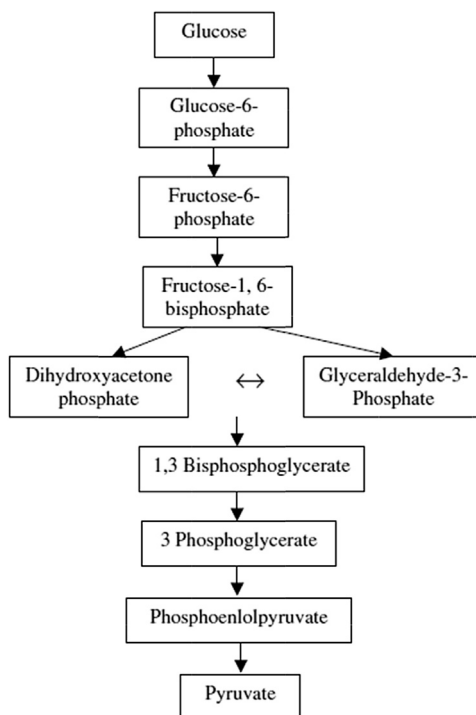 Glucose
Glucose-6-
phosphate
Fructose-6-
phosphate
Fructose-1, 6-
bisphosphate
Dihydroxyacetone
phosphate
↔
Glyceraldehyde-3-
Phosphate
1,3 Bisphosphoglycerate
3 Phosphoglycerate
Phosphoenlolpyruvate
Pyruvate